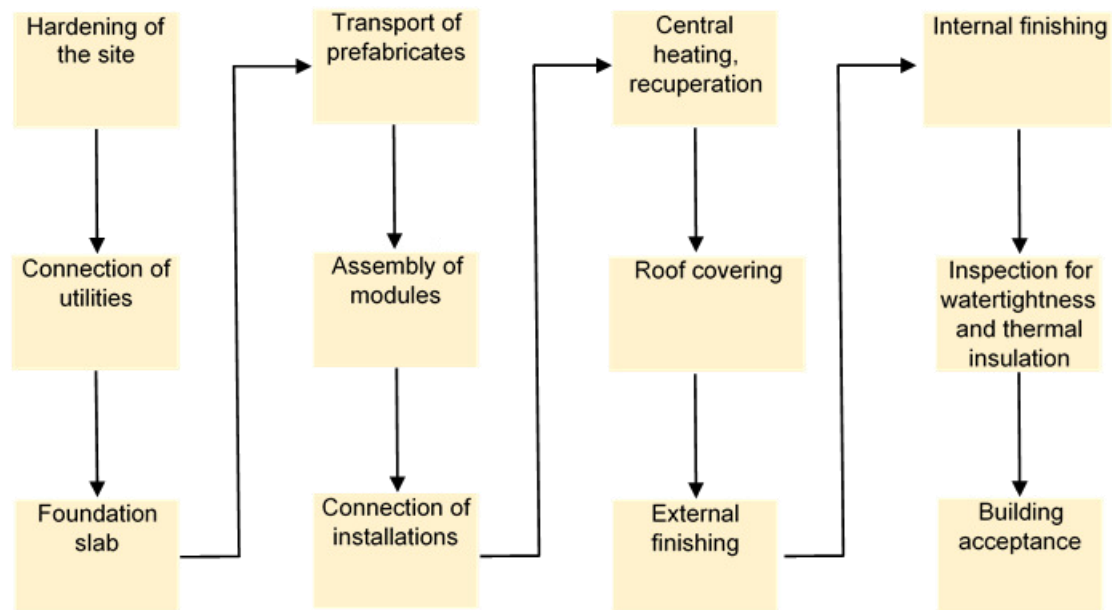 Hardening of
the site
Connection of
utilities
Foundation
slab
Transport of
prefabricates
Assembly of
modules
Connection of
installations
Central
heating,
recuperation
Roof covering
External
finishing
Internal finishing
Inspection for
watertightness
and thermal
insulation
Building
acceptance